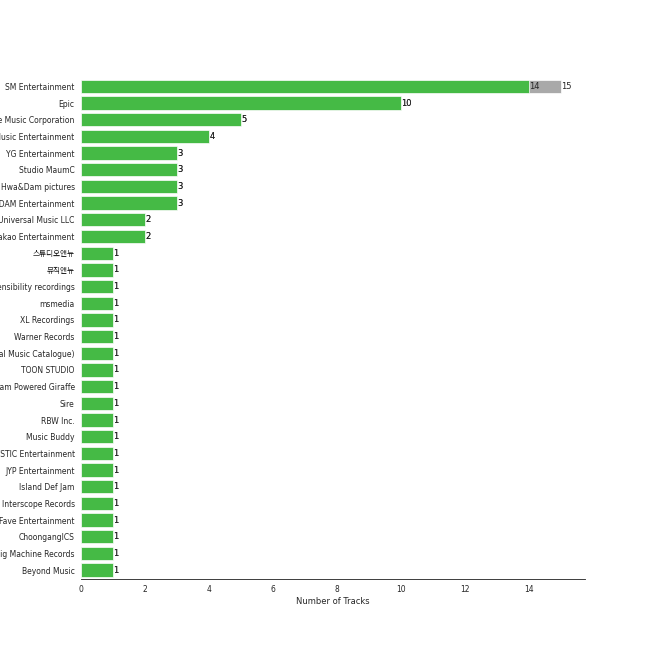 SM Entertainment 14 15
Epic 10
e Music Corporation 5
usic Entertainment 4
YG Entertainment 3
Studio MaumC 3
Hwa&Dam pictures 3
DAM Entertainment 3
Universal Music LLC 2
akao Entertainment 2
스튜디오앤뉴 1
뮤직앤뉴 1
ensibility recordings 1
msmedia 1
XL Recordings 1
Warner Records 1
al Music Catalogue) 1
TOON STUDIO 1
am Powered Giraffe 1
Sire 1
RBW Inc. 1
Music Buddy 1
STIC Entertainment 1
JYP Entertainment 1
Island Def Jam 1
Interscope Records 1
Fave Entertainment 1
ChoongangICS 1
ig Machine Records 1
Beyond Music 1
0 2 4 6 8 10 12 14
Number of Tracks